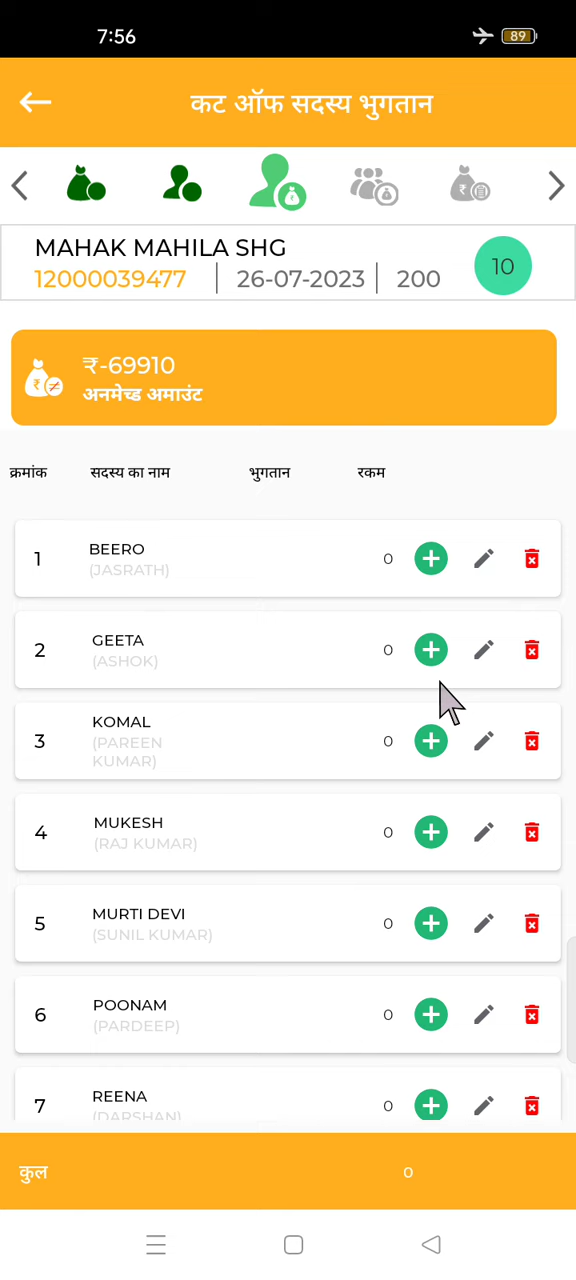 7:56
89
कट ऑफ सदस्य भुगतान
MAHAK MAHILA SHG
12000039477 | 26-07-2023 | 200
10
₹-69910
अनमेच्ड अमाउंट
क्रमांक सदस्य का नाम भुगतान रकम
1 BEERO 0
(JASRATH)
2 GEETA 0
(ASHOK)
3 KOMAL 0
(PAREEN
KUMAR)
4 MUKESH 0
(RAJ KUMAR)
5 MURTI DEVI 0
(SUNIL KUMAR)
6 POONAM 0
(PARDEEP)
7 REENA 0
(DARSHAN)
कुल 0